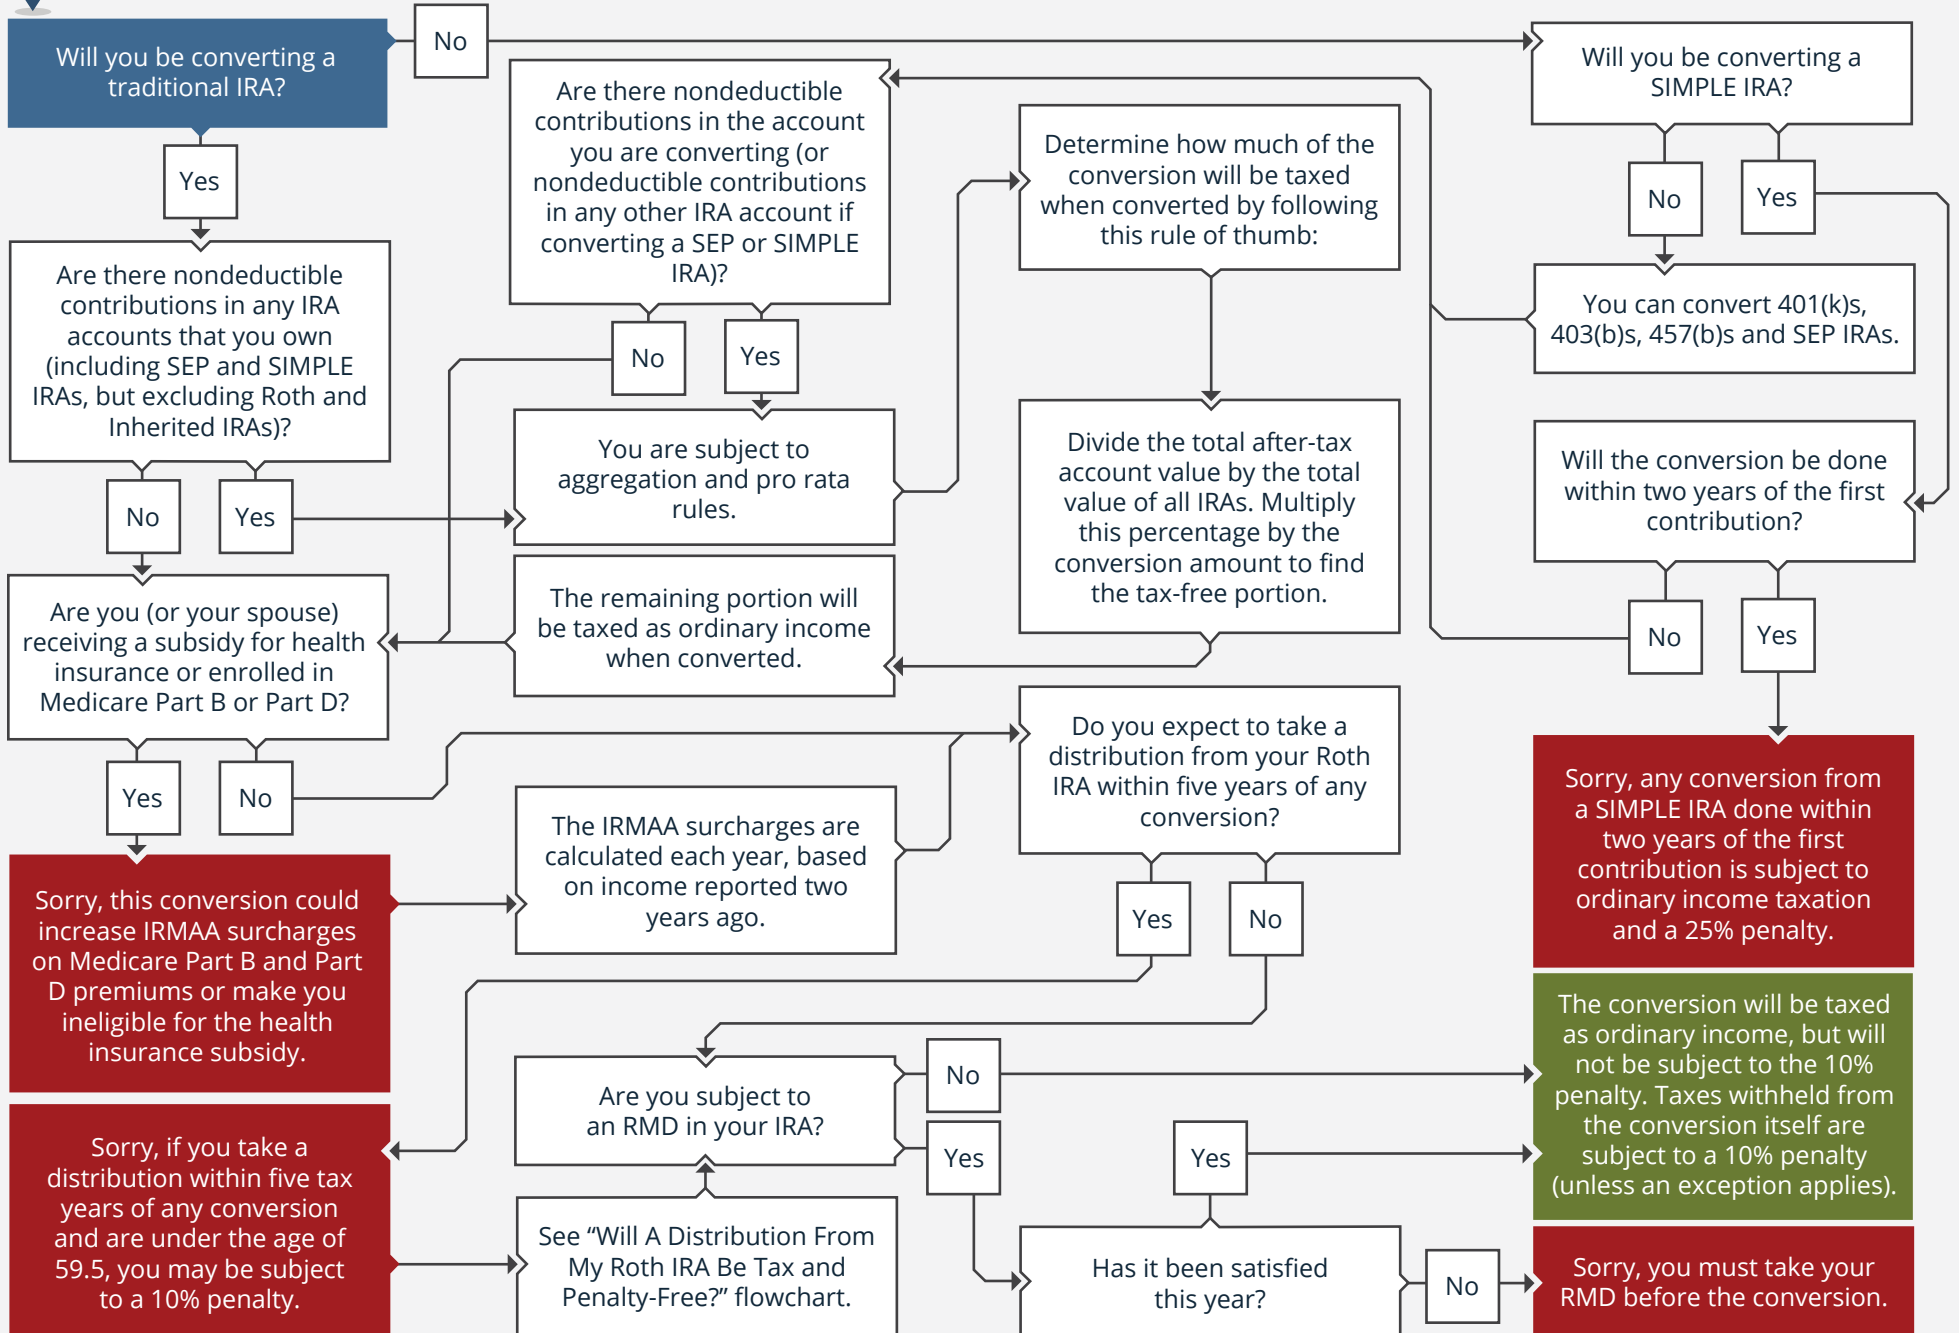 Will you be converting a
traditional IRA?
No
Yes
Will you be converting a
SIMPLE IRA?
No
Yes
Are there nondeductible
contributions in the account
you are converting (or
nondeductible contributions
in any other IRA account if
converting a SEP or SIMPLE
IRA)?
No
Yes
Determine how much of the
conversion will be taxed
when converted by following
this rule of thumb:
You can convert 401(k)s,
403(b)s, 457(b)s and SEP IRAs.
Are there nondeductible
contributions in any IRA
accounts that you own
(including SEP and SIMPLE
IRAs, but excluding Roth and
Inherited IRAs)?
No
Yes
You are subject to
aggregation and pro rata
rules.
Divide the total after-tax
account value by the total
value of all IRAs. Multiply
this percentage by the
conversion amount to find
the tax-free portion.
Will the conversion be done
within two years of the first
contribution?
No
Yes
The remaining portion will
be taxed as ordinary income
when converted.
Are you (or your spouse)
receiving a subsidy for health
insurance or enrolled in
Medicare Part B or Part D?
Yes
No
Do you expect to take a
distribution from your Roth
IRA within five years of any
conversion?
Yes
No
Sorry, any conversion from
a SIMPLE IRA done within
two years of the first
contribution is subject to
ordinary income taxation
and a 25% penalty.
The IRMAA surcharges are
calculated each year, based
on income reported two
years ago.
Sorry, this conversion could
increase IRMAA surcharges
on Medicare Part B and Part
D premiums or make you
ineligible for the health
insurance subsidy.
Are you subject to
an RMD in your IRA?
No
Yes
The conversion will be taxed
as ordinary income, but will
not be subject to the 10%
penalty. Taxes withheld from
the conversion itself are
subject to a 10% penalty
(unless an exception applies).
Sorry, if you take a
distribution within five tax
years of any conversion
and are under the age of
59.5, you may be subject
to a 10% penalty.
See “Will A Distribution From
My Roth IRA Be Tax and
Penalty-Free?” flowchart.
Yes
Has it been satisfied
this year?
No
Sorry, you must take your
RMD before the conversion.